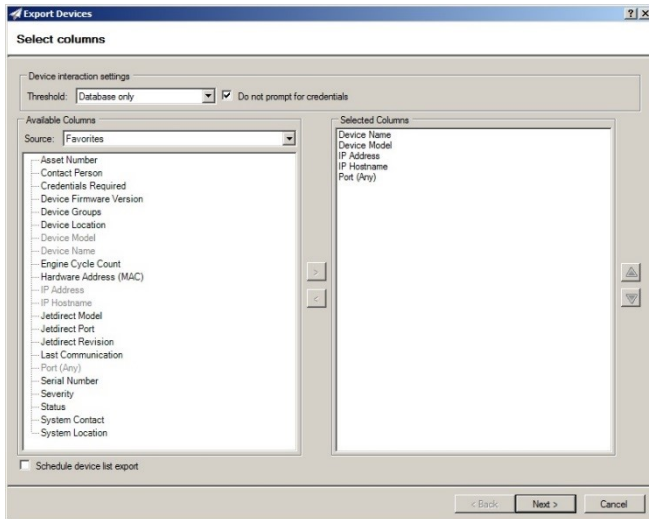 Export Devices
Select columns
Device interaction settings
Threshold: Database only Do not prompt for credentials
Available Columns
Source: Favorites
Asset Number
Contact Person
Credentials Required
Device Firmware Version
Device Groups
Device Location
Device Model
Device Name
Engine Cycle Count
Hardware Address (MAC)
IP Address
IP Hostname
Jetdirect Model
Jetdirect Port
Jetdirect Revision
Last Communication
Port (Any)
Serial Number
Severity
Status
System Contact
System Location
Selected Columns
Device Name
Device Model
IP Address
IP Hostname
Port (Any)
>
<
Schedule device list export
< Back Next > Cancel